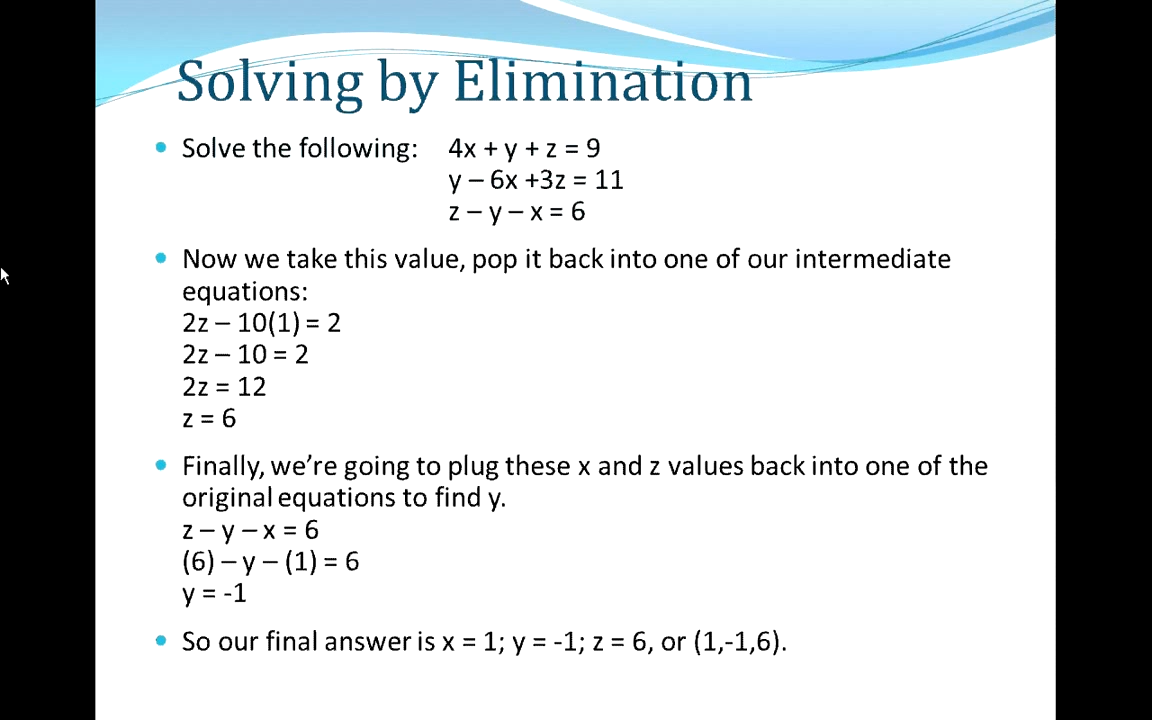 Solving by Elimination
Solve the following: 4x + y + z = 9
y – 6x +3z = 11
z – y – x = 6
Now we take this value, pop it back into one of our intermediate
equations:
2z – 10(1) = 2
2z – 10 = 2
2z = 12
z = 6
Finally, we’re going to plug these x and z values back into one of the
original equations to find y.
z – y – x = 6
(6) – y – (1) = 6
y = -1
So our final answer is x = 1; y = -1; z = 6, or (1,-1,6).